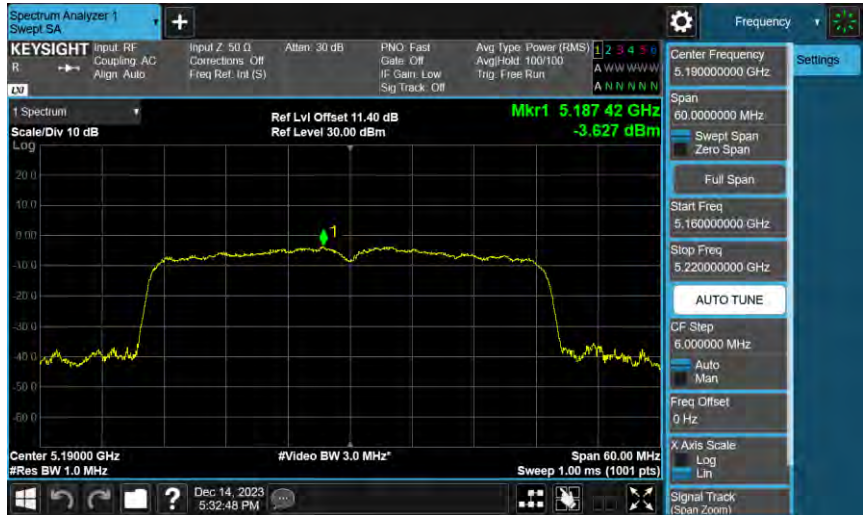 Spectrum Analyzer 1
Swept SA
+
Frequency
KEYSIGHT
R
LXI
Input: RF
Coupling: AC
Align: Auto
Input Z: 50 Ω
Corrections: Off
Freq Ref: Int (S)
Atten: 30 dB
PNO: Fast
Gate: Off
IF Gain: Low
Sig Track: Off
Avg Type: Power (RMS)
Avg|Hold: 100/100
Trig: Free Run
1 2 3 4 5 6
A W W W W W
A N N N N N
1 Spectrum
Scale/Div 10 dB
Log
Ref Lvl Offset 11.40 dB
Ref Level 30.00 dBm
Mkr1 5.187 42 GHz
-3.627 dBm
20.0
10.0
0.00
-10.0
-20.0
-30.0
-40.0
-50.0
-60.0
1
Center 5.19000 GHz
#Res BW 1.0 MHz
#Video BW 3.0 MHz*
Span 60.00 MHz
Sweep 1.00 ms (1001 pts)
?
Dec 14, 2023
5:32:48 PM
Center Frequency
5.190000000 GHz
Settings
Span
60.0000000 MHz
Swept Span
Zero Span
Full Span
Start Freq
5.160000000 GHz
Stop Freq
5.220000000 GHz
AUTO TUNE
CF Step
6.000000 MHz
Auto
Man
Freq Offset
0 Hz
X Axis Scale
Log
Lin
Signal Track
(Span Zoom)